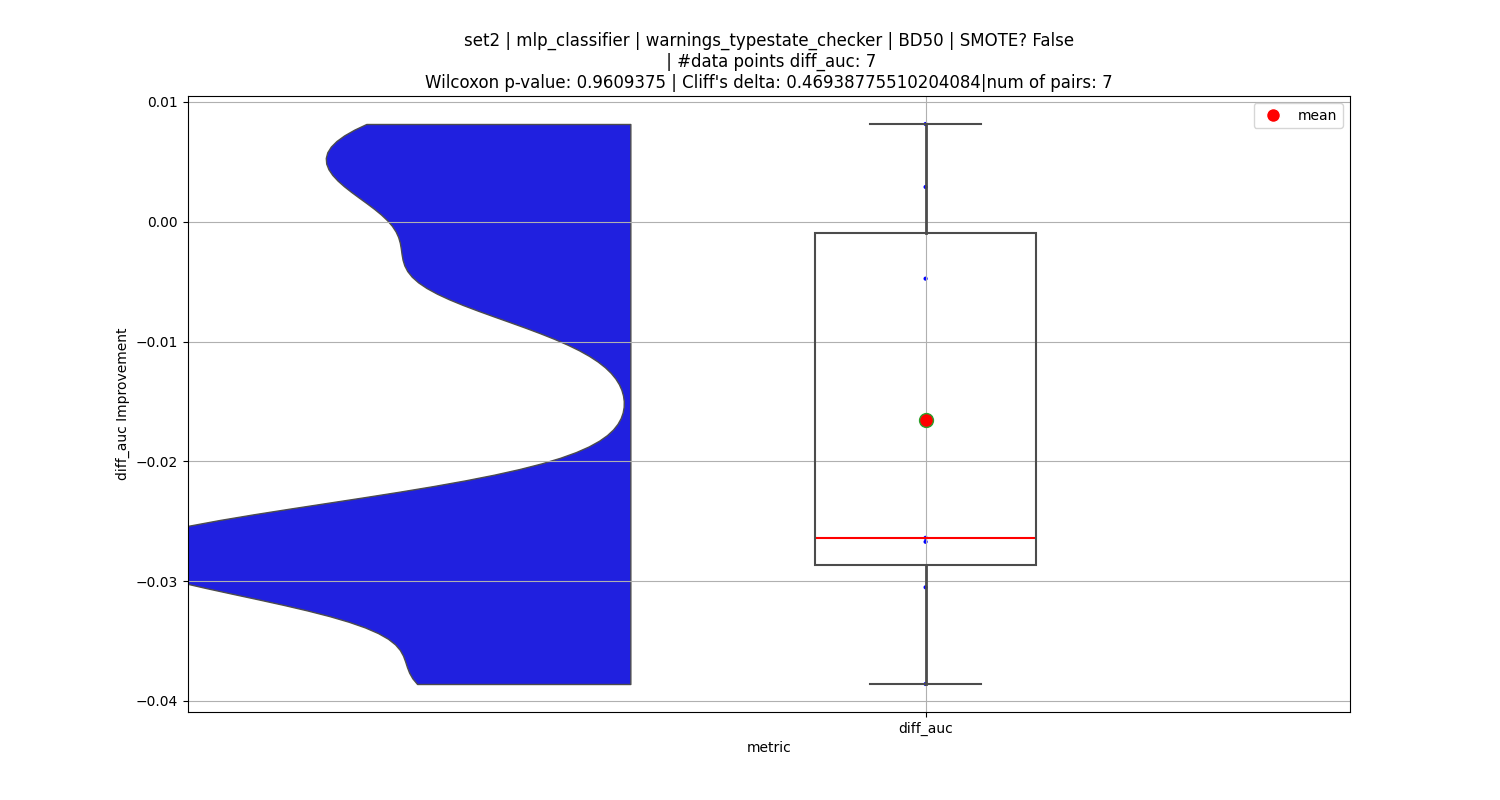 set2 | mlp_classifier | warnings_typestate_checker | BD50 | SMOTE? False
| #data points diff_auc: 7
Wilcoxon p-value: 0.9609375 | Cliff's delta: 0.46938775510204084|num of pairs: 7
mean
0.01
0.00
−0.01
−0.02
−0.03
−0.04
diff_auc Improvement
diff_auc
metric